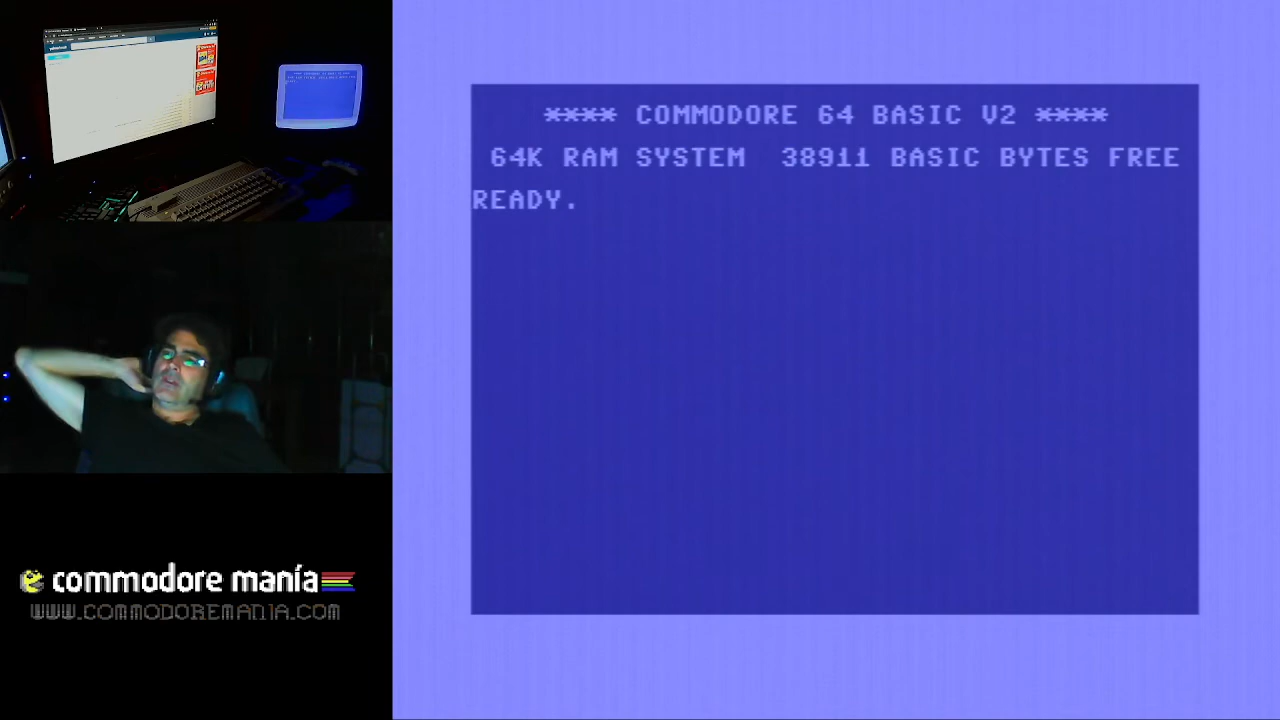 **** COMMODORE 64 BASIC V2 ****
64K RAM SYSTEM  38911 BASIC BYTES FREE
READY.
commodore manía
WWW.COMMODOREMANIA.COM